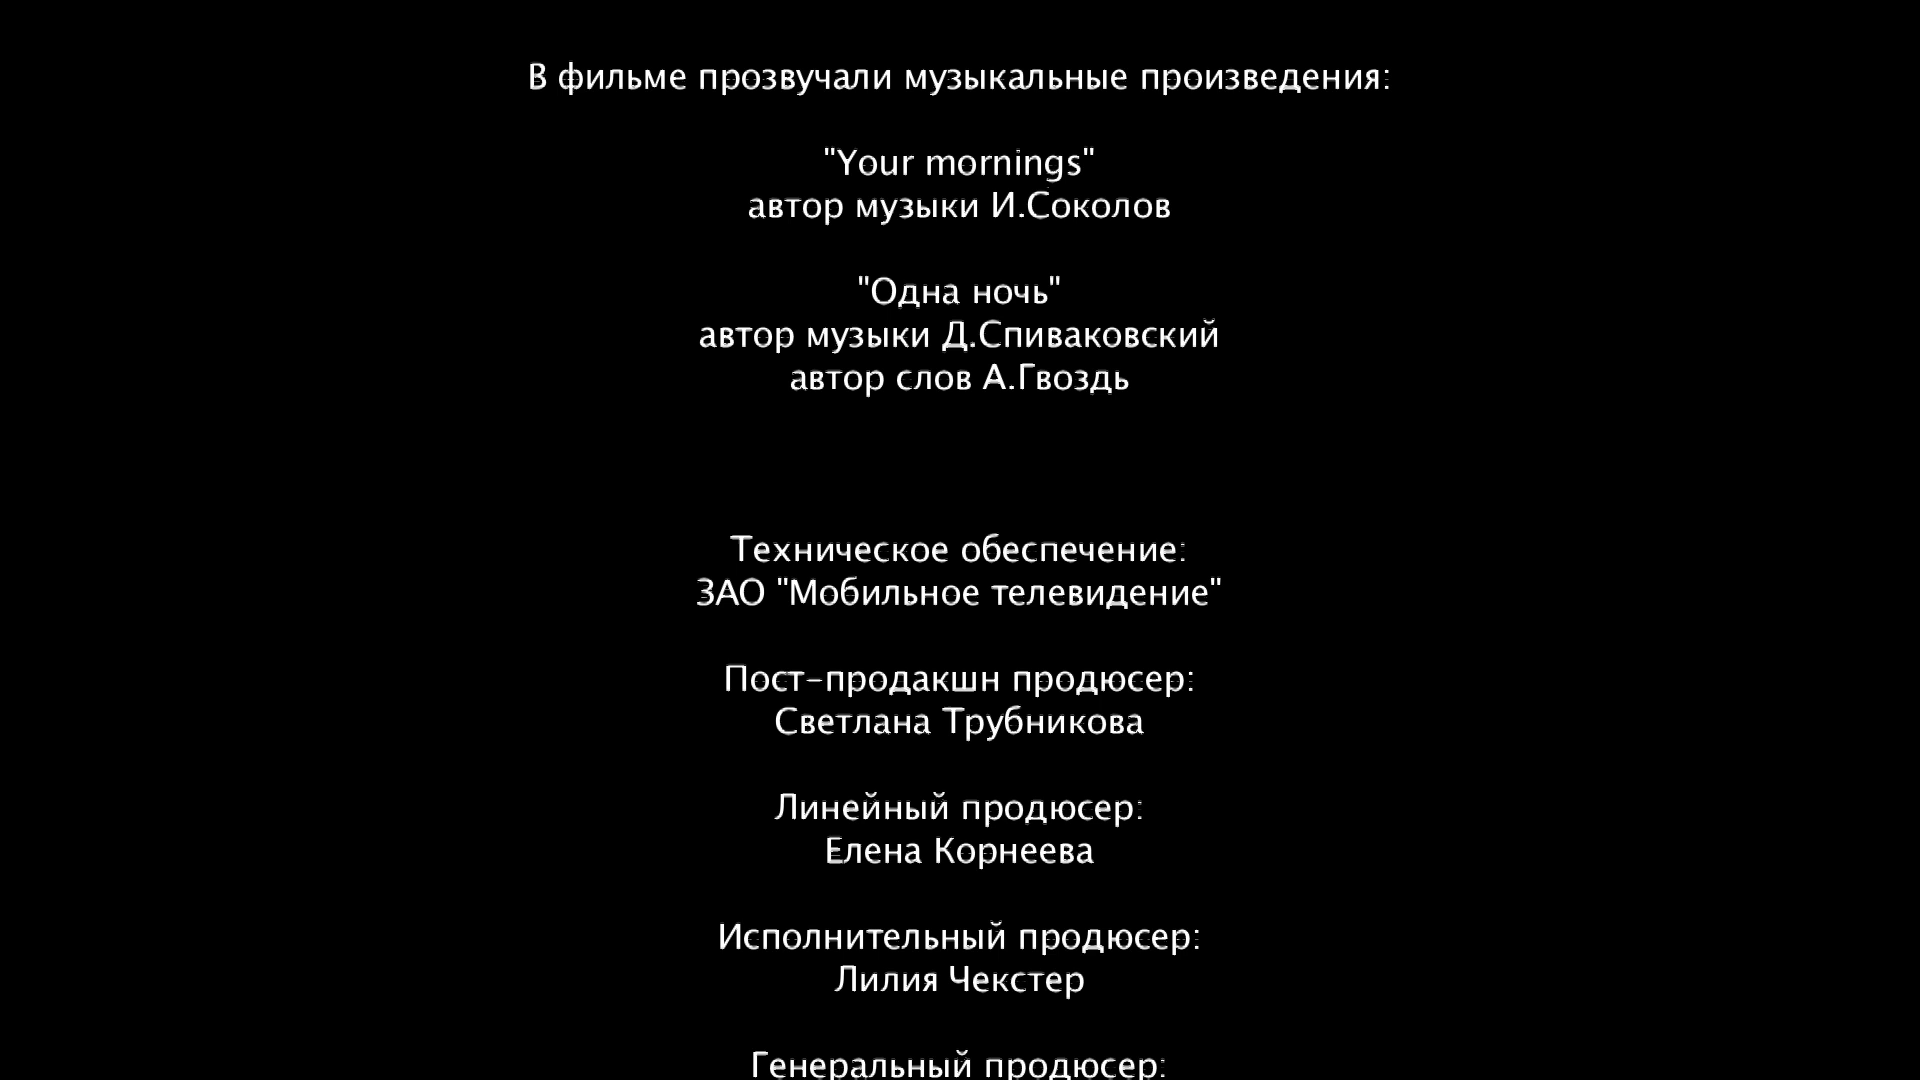 В фильме прозвучали музыкальные произведения:
"Your mornings"
автор музыки И.Соколов
"Одна ночь"
автор музыки Д.Спиваковский
автор слов А.Гвоздь
Техническое обеспечение:
ЗАО "Мобильное телевидение"
Пост-продакшн продюсер:
Светлана Трубникова
Линейный продюсер:
Елена Корнеева
Исполнительный продюсер:
Лилия Чекстер
Генеральный продюсер: